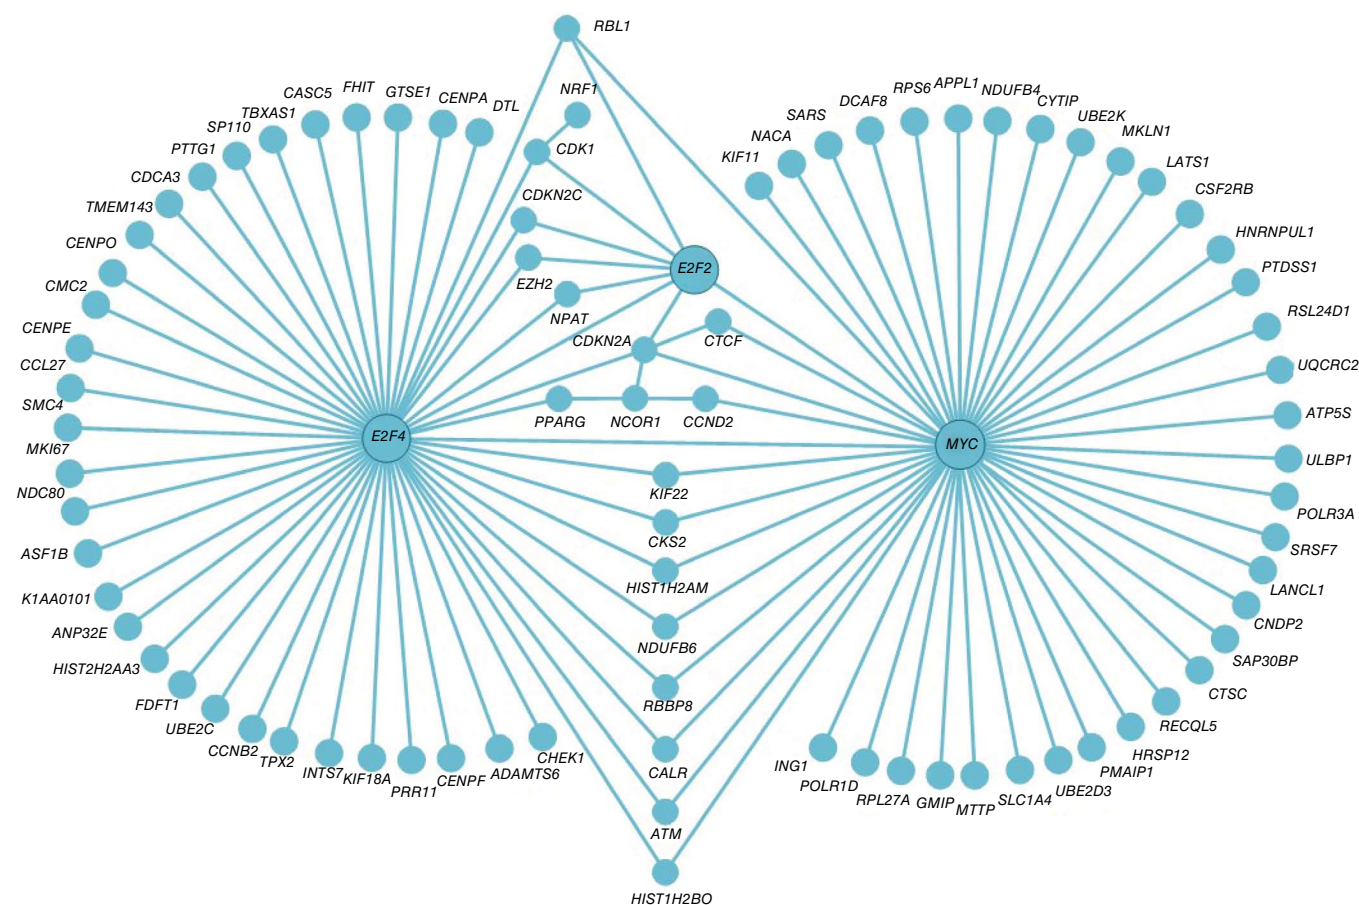 RBL1
NRF1
CDK1
CDKN2C
EZH2
NPAT
E2F2
CDKN2A
CTCF
PPARG
NCOR1
CCND2
E2F4
MYC
KIF22
CKS2
HIST1H2AM
NDUFB6
RBBP8
CALR
ATM
HIST1H2BO
DTL
CENPA
GTSE1
FHIT
CASC5
TBXAS1
SP110
PTTG1
CDCA3
TMEM143
CENPO
CMC2
CENPE
CCL27
SMC4
MKI67
NDC80
ASF1B
K1AA0101
ANP32E
HIST2H2AA3
FDFT1
UBE2C
CCNB2
TPX2
INTS7
KIF18A
PRR11
CENPF
ADAMTS6
CHEK1
KIF11
NACA
SARS
DCAF8
RPS6
APPL1
NDUFB4
CYTIP
UBE2K
MKLN1
LATS1
CSF2RB
HNRNPUL1
PTDSS1
RSL24D1
UQCRC2
ATP5S
ULBP1
POLR3A
SRSF7
LANCL1
CNDP2
SAP30BP
CTSC
RECQL5
HRSP12
PMAIP1
UBE2D3
SLC1A4
MTTP
GMIP
RPL27A
POLR1D
ING1